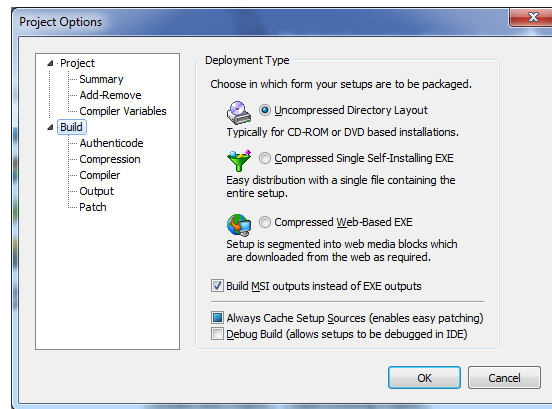 Project Options
Project
Summary
Add-Remove
Compiler Variables
Build
Authenticode
Compression
Compiler
Output
Patch
Deployment Type
Choose in which form your setups are to be packaged.
Uncompressed Directory Layout
Typically for CD-ROM or DVD based installations.
Compressed Single Self-Installing EXE
Easy distribution with a single file containing the
entire setup.
Compressed Web-Based EXE
Setup is segmented into web media blocks which
are downloaded from the web as required.
Build MSI outputs instead of EXE outputs
Always Cache Setup Sources (enables easy patching)
Debug Build (allows setups to be debugged in IDE)
OK
Cancel